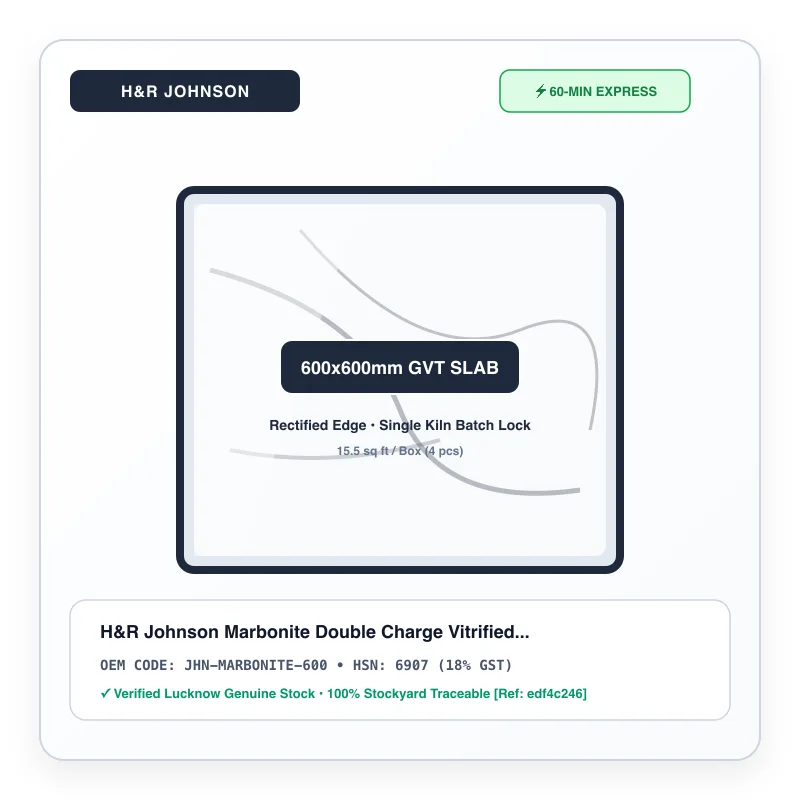 H&R JOHNSON
⚡60-MIN EXPRESS
600x600mm GVT SLAB
Rectified Edge • Single Kiln Batch Lock
15.5 sq ft / Box (4 pcs)
H&R Johnson Marbonite Double Charge Vitrified...
OEM CODE: JHN-MARBONITE-600 • HSN: 6907 (18% GST)
✓ Verified Lucknow Genuine Stock • 100% Stockyard Traceable [Ref: edf4c246]